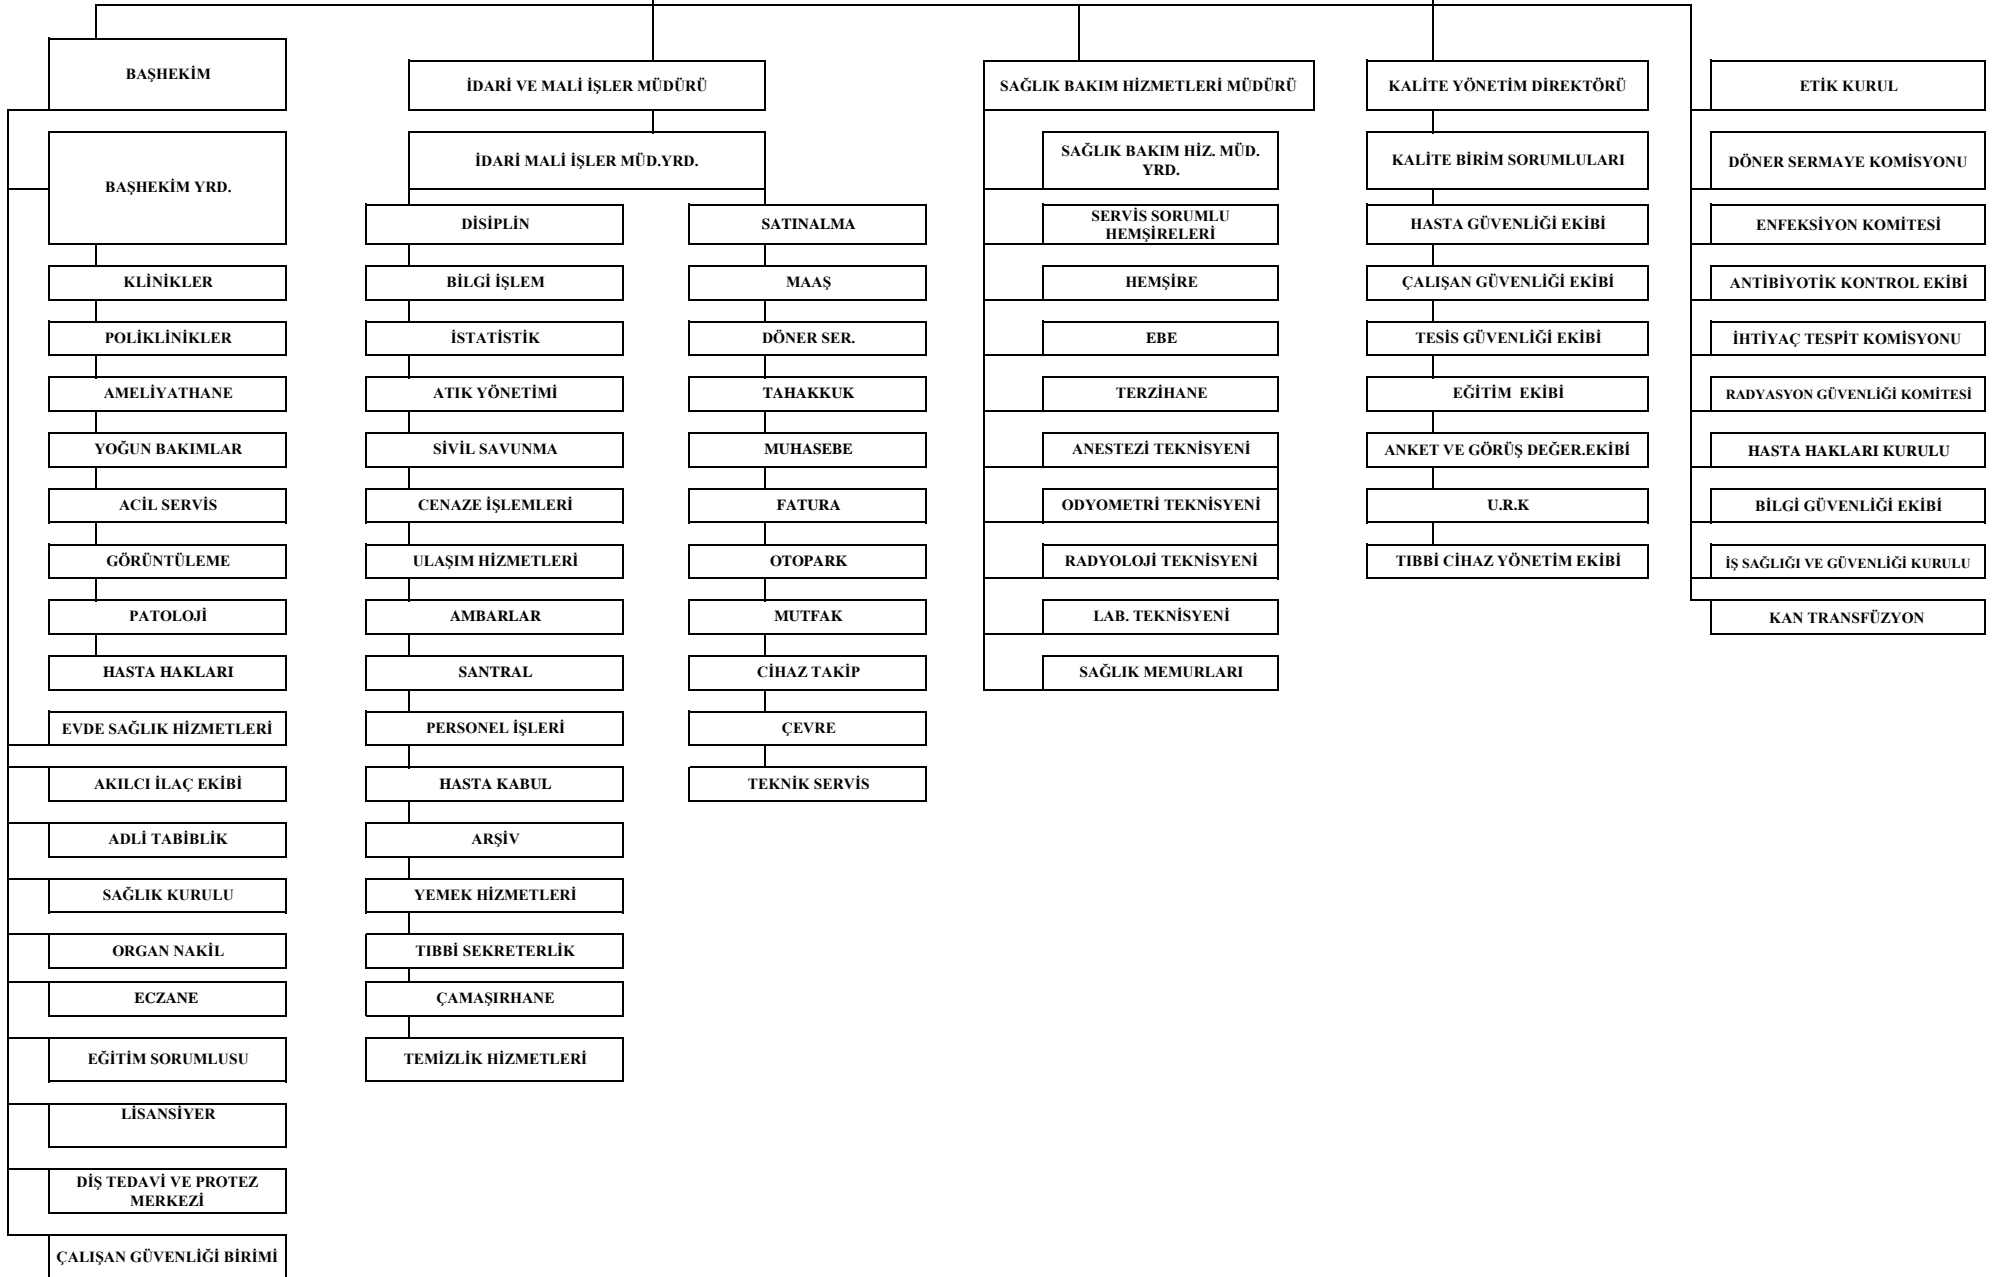 BAŞHEKİM
BAŞHEKİM YRD.
KLİNİKLER
POLİKLİNİKLER
AMELİYATHANE
YOĞUN BAKIMLAR
ACİL SERVİS
GÖRÜNTÜLEME
PATOLOJİ
HASTA HAKLARI
EVDE SAĞLIK HİZMETLERİ
AKILCI İLAÇ EKİBİ
ADLİ TABİBLİK
SAĞLIK KURULU
ORGAN NAKİL
ECZANE
EĞİTİM SORUMLUSU
LİSANSİYER
DİŞ TEDAVİ VE PROTEZ
MERKEZİ
ÇALIŞAN GÜVENLİĞİ BİRİMİ
İDARİ VE MALİ İŞLER MÜDÜRÜ
İDARİ MALİ İŞLER MÜD.YRD.
DİSİPLİN
BİLGİ İŞLEM
İSTATİSTİK
ATIK YÖNETİMİ
SİVİL SAVUNMA
CENAZE İŞLEMLERİ
ULAŞIM HİZMETLERİ
AMBARLAR
SANTRAL
PERSONEL İŞLERİ
HASTA KABUL
ARŞİV
YEMEK HİZMETLERİ
TIBBİ SEKRETERLİK
ÇAMAŞIRHANE
TEMİZLİK HİZMETLERİ
SATINALMA
MAAŞ
DÖNER SER.
TAHAKKUK
MUHASEBE
FATURA
OTOPARK
MUTFAK
CİHAZ TAKİP
ÇEVRE
TEKNİK SERVİS
SAĞLIK BAKIM HİZMETLERİ MÜDÜRÜ
SAĞLIK BAKIM HİZ. MÜD.
YRD.
SERVİS SORUMLU
HEMŞİRELERİ
HEMŞİRE
EBE
TERZİHANE
ANESTEZİ TEKNİSYENİ
ODYOMETRİ TEKNİSYENİ
RADYOLOJİ TEKNİSYENİ
LAB. TEKNİSYENİ
SAĞLIK MEMURLARI
KALİTE YÖNETİM DİREKTÖRÜ
KALİTE BİRİM SORUMLULARI
HASTA GÜVENLİĞİ EKİBİ
ÇALIŞAN GÜVENLİĞİ EKİBİ
TESİS GÜVENLİĞİ EKİBİ
EĞİTİM  EKİBİ
ANKET VE GÖRÜŞ DEĞER.EKİBİ
U.R.K
TIBBİ CİHAZ YÖNETİM EKİBİ
ETİK KURUL
DÖNER SERMAYE KOMİSYONU
ENFEKSİYON KOMİTESİ
ANTİBİYOTİK KONTROL EKİBİ
İHTİYAÇ TESPİT KOMİSYONU
RADYASYON GÜVENLİĞİ KOMİTESİ
HASTA HAKLARI KURULU
BİLGİ GÜVENLİĞİ EKİBİ
İŞ SAĞLIĞI VE GÜVENLİĞİ KURULU
KAN TRANSFÜZYON